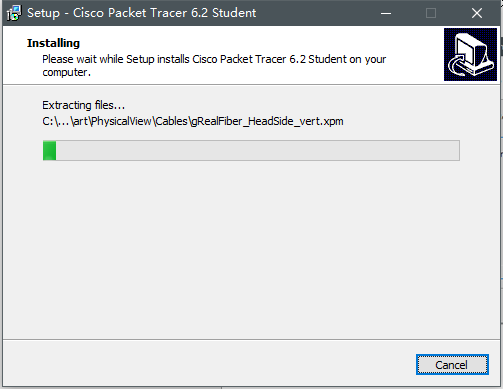 Setup - Cisco Packet Tracer 6.2 Student
Installing
Please wait while Setup installs Cisco Packet Tracer 6.2 Student on your
computer.
Extracting files...
C:\...\art\PhysicalView\Cables\gRealFiber_HeadSide_vert.xpm
Cancel